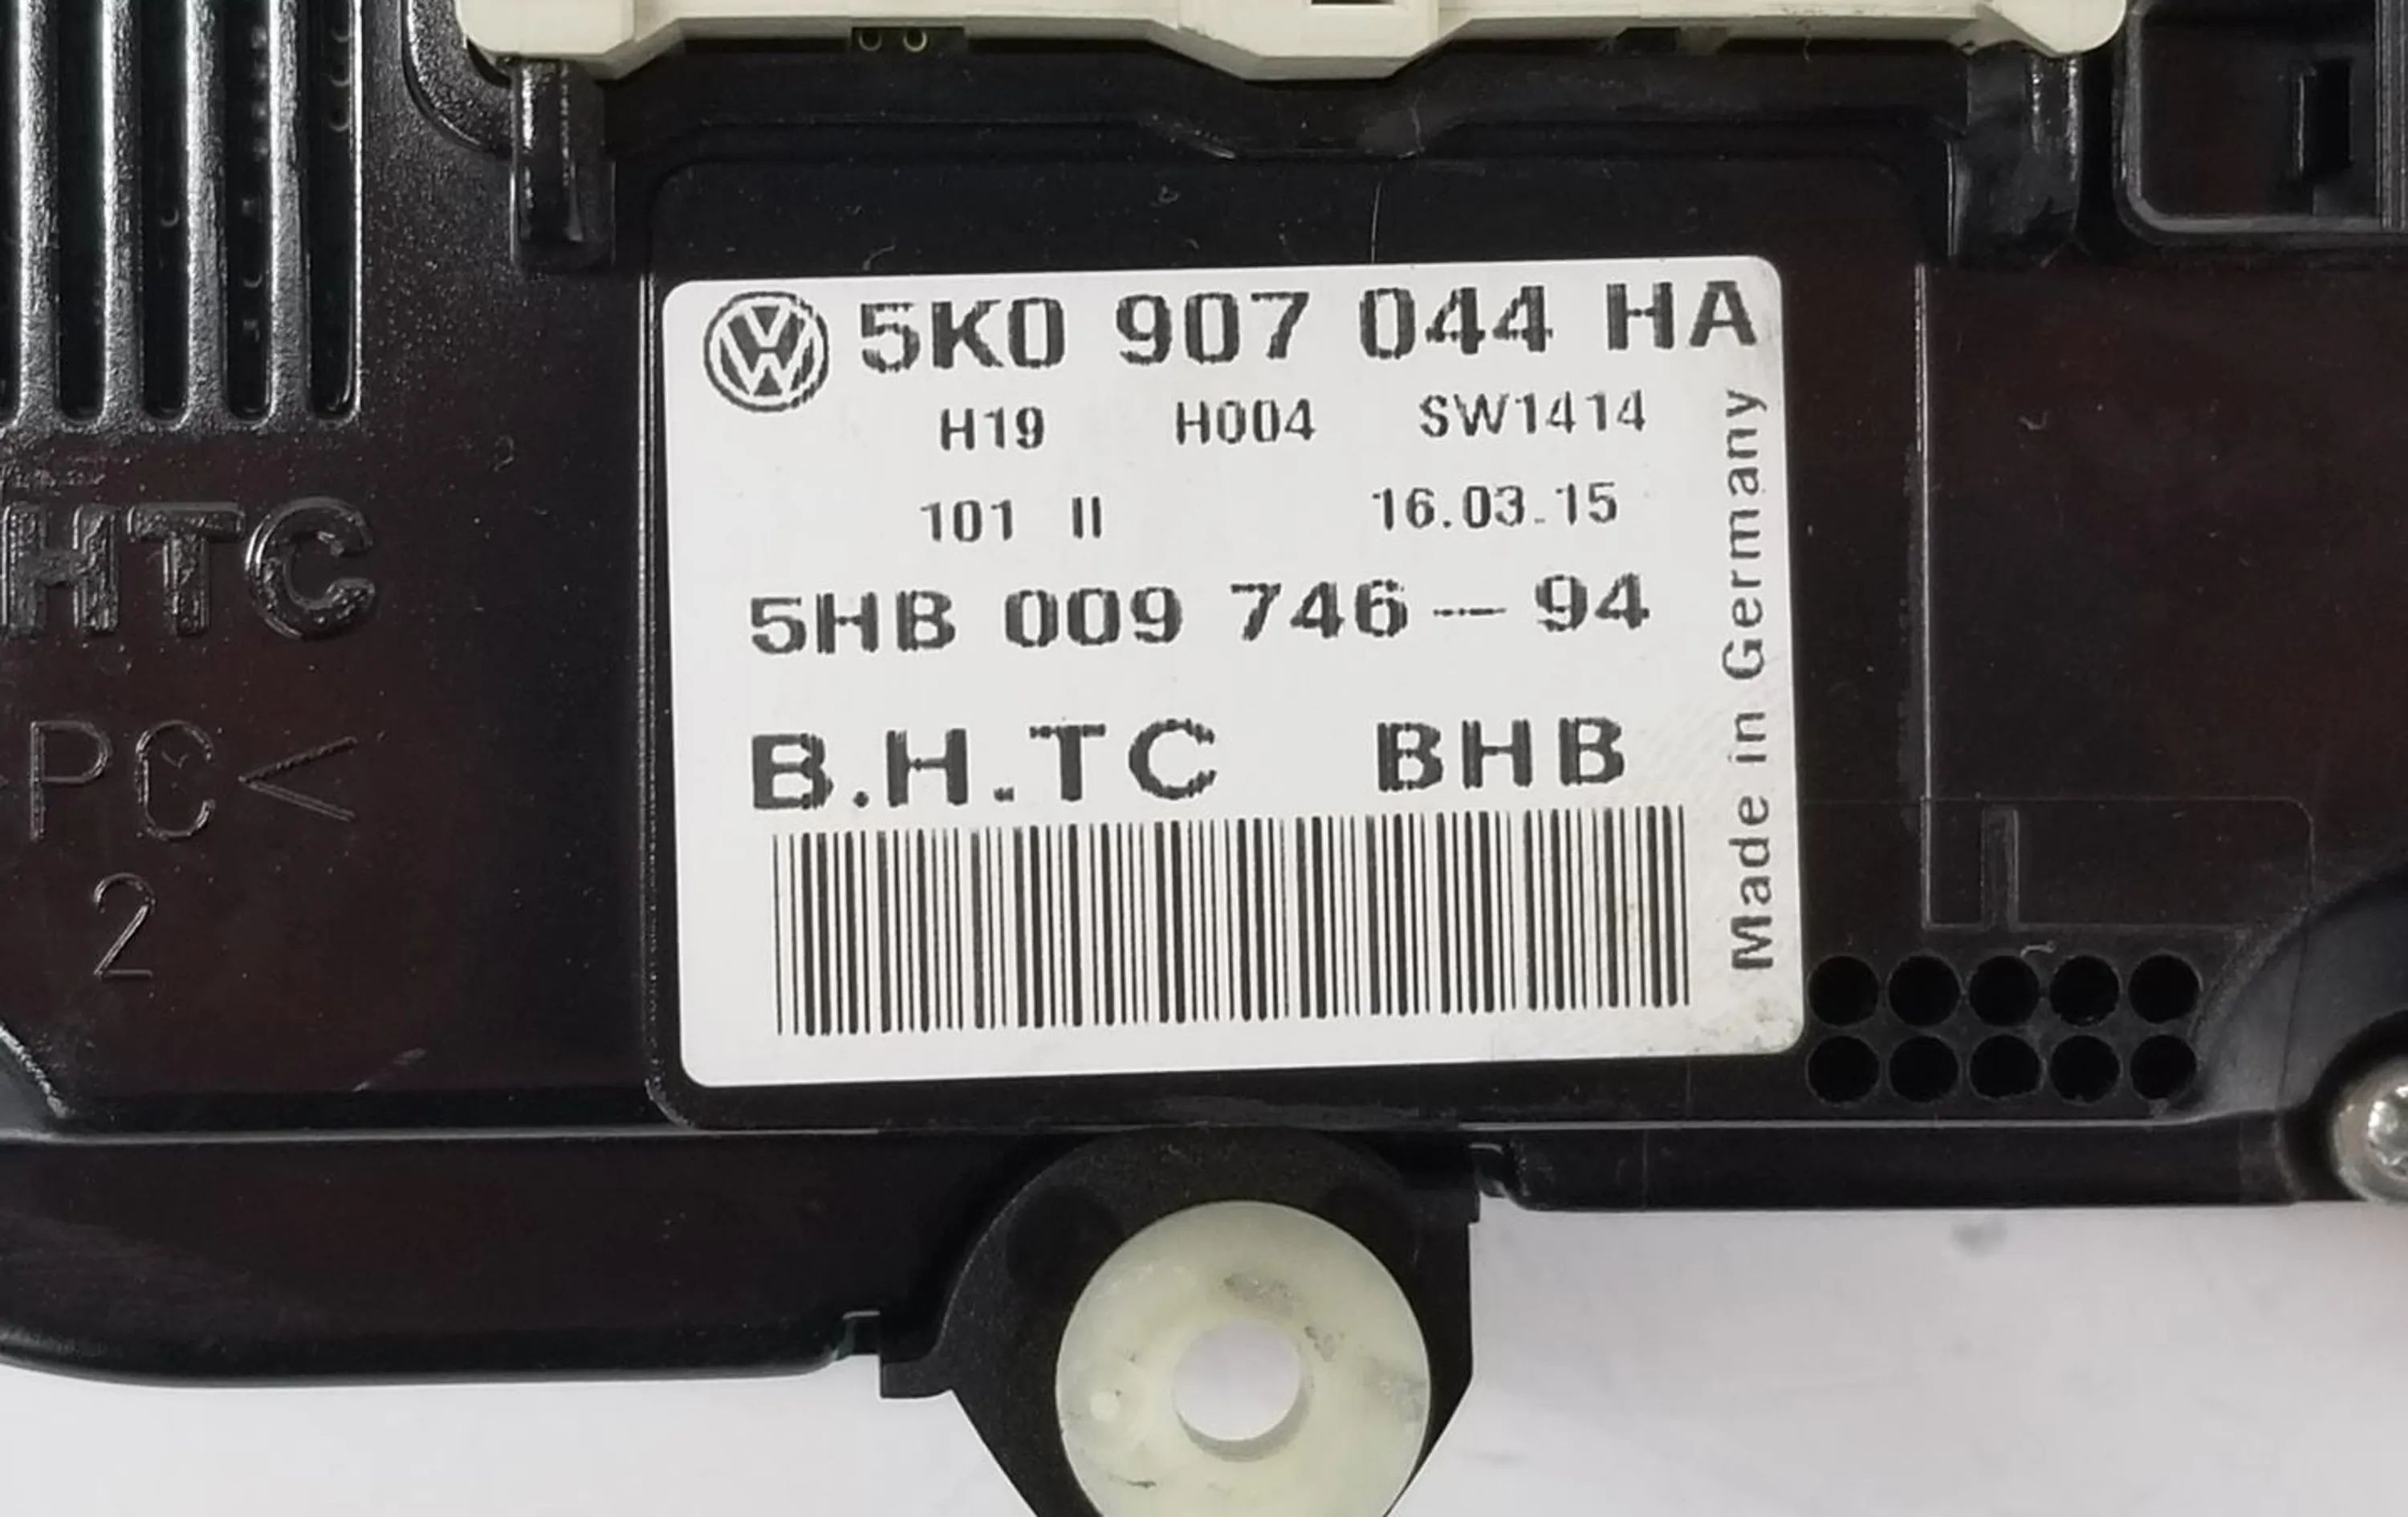 5K0 907 044 HA
H19 H004 SW1414
101 II 16.03.15
5HB 009 746-94
B.H.TC BHB
Made in Germany
HTC
>PC<
2